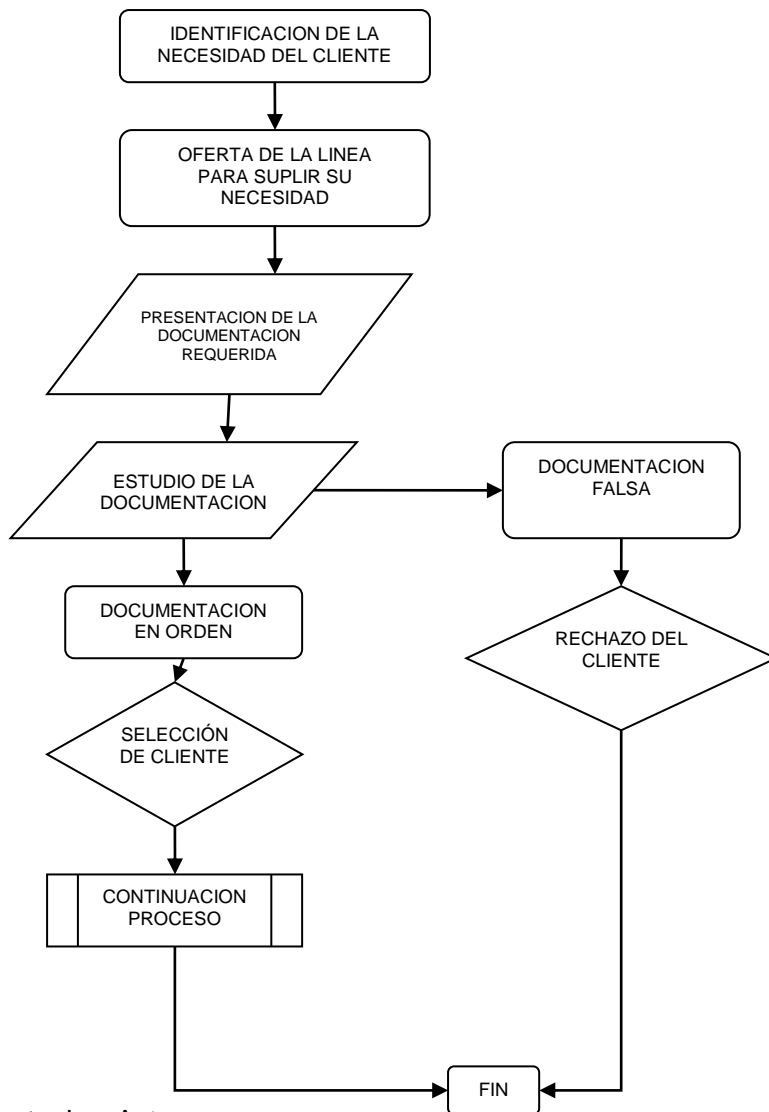 IDENTIFICACION DE LA
NECESIDAD DEL CLIENTE
OFERTA DE LA LINEA
PARA SUPLIR SU
NECESIDAD
PRESENTACION DE LA
DOCUMENTACION
REQUERIDA
ESTUDIO DE LA
DOCUMENTACION
DOCUMENTACION
FALSA
DOCUMENTACION
EN ORDEN
RECHAZO DEL
CLIENTE
SELECCIÓN
DE CLIENTE
CONTINUACION
PROCESO
FIN